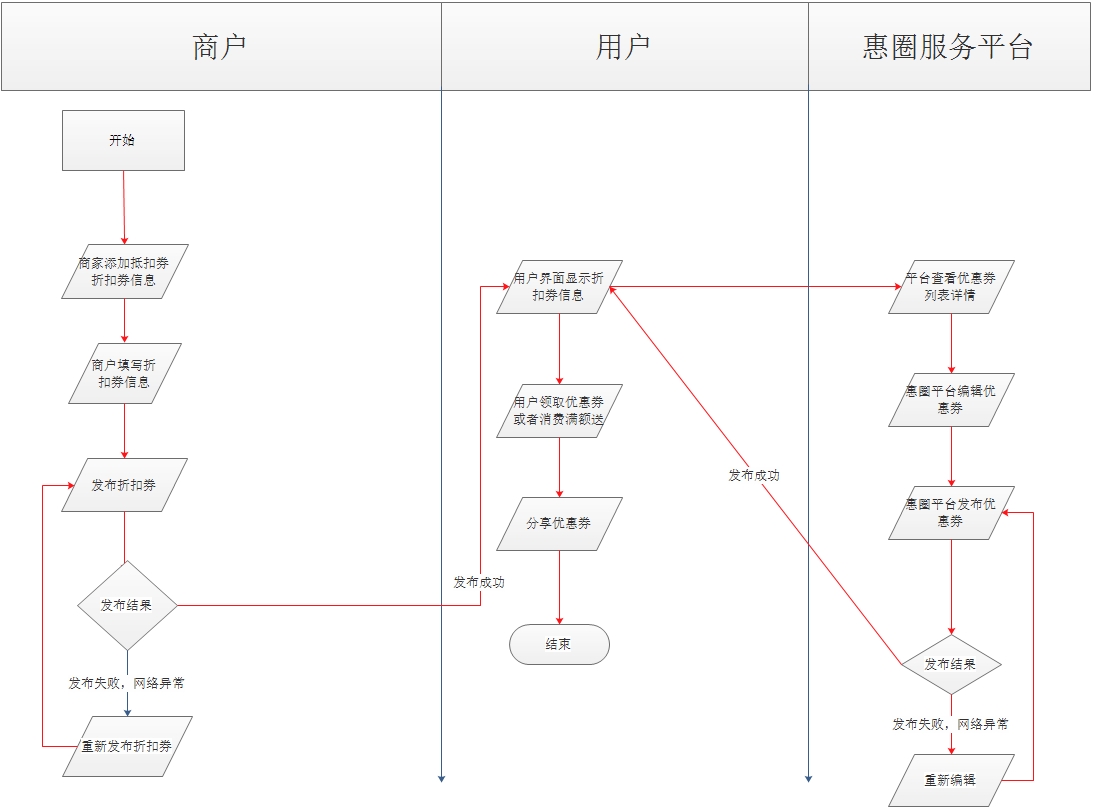 商户
用户
惠圈服务平台
开始
商家添加抵扣券
折扣券信息
商户填写折
扣券信息
发布折扣券
发布结果
发布失败，网络异常
重新发布折扣券
发布成功
用户界面显示折
扣券信息
用户领取优惠券
或者消费满额送
分享优惠券
结束
发布成功
平台查看优惠券
列表详情
惠圈平台编辑优
惠券
惠圈平台发布优
惠券
发布结果
发布失败，网络异常
重新编辑